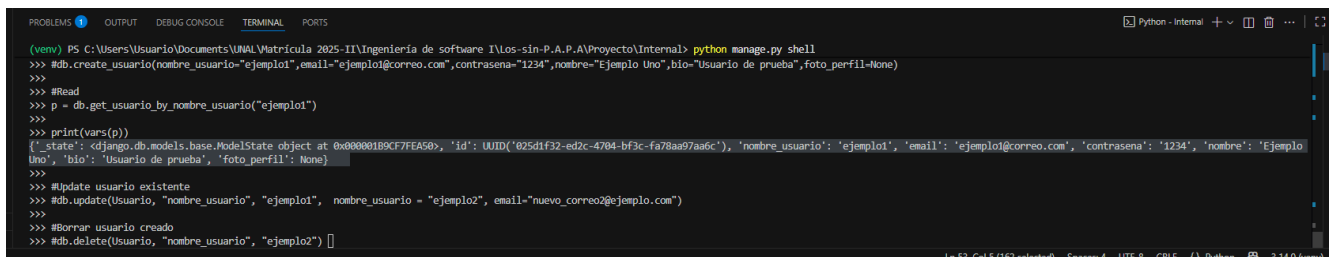 PROBLEMS 1 OUTPUT DEBUG CONSOLE TERMINAL PORTS Python - Internal
(venv) PS C:\Users\Usuario\Documents\UNAL\Matrícula 2025-II\Ingeniería de software I\Los-sin-P.A.P.A\Proyecto\Internal> python manage.py shell
>>> #db.create_usuario(nombre_usuario="ejemplo1",email="ejemplo1@correo.com",contrasena="1234",nombre="Ejemplo Uno",bio="Usuario de prueba",foto_perfil=None)
>>>
>>> #Read
>>> p = db.get_usuario_by_nombre_usuario("ejemplo1")
>>>
>>> print(vars(p))
{'_state': <django.db.models.base.ModelState object at 0x000001B9CF7FEA50>, 'id': UUID('025d1f32-ed2c-4704-bf3c-fa78aa97aa6c'), 'nombre_usuario': 'ejemplo1', 'email': 'ejemplo1@correo.com', 'contrasena': '1234', 'nombre': 'Ejemplo
Uno', 'bio': 'Usuario de prueba', 'foto_perfil': None}
>>>
>>> #Update usuario existente
>>> #db.update(Usuario, "nombre_usuario", "ejemplo1",  nombre_usuario = "ejemplo2", email="nuevo_correo2@ejemplo.com")
>>>
>>> #Borrar usuario creado
>>> #db.delete(Usuario, "nombre_usuario", "ejemplo2")